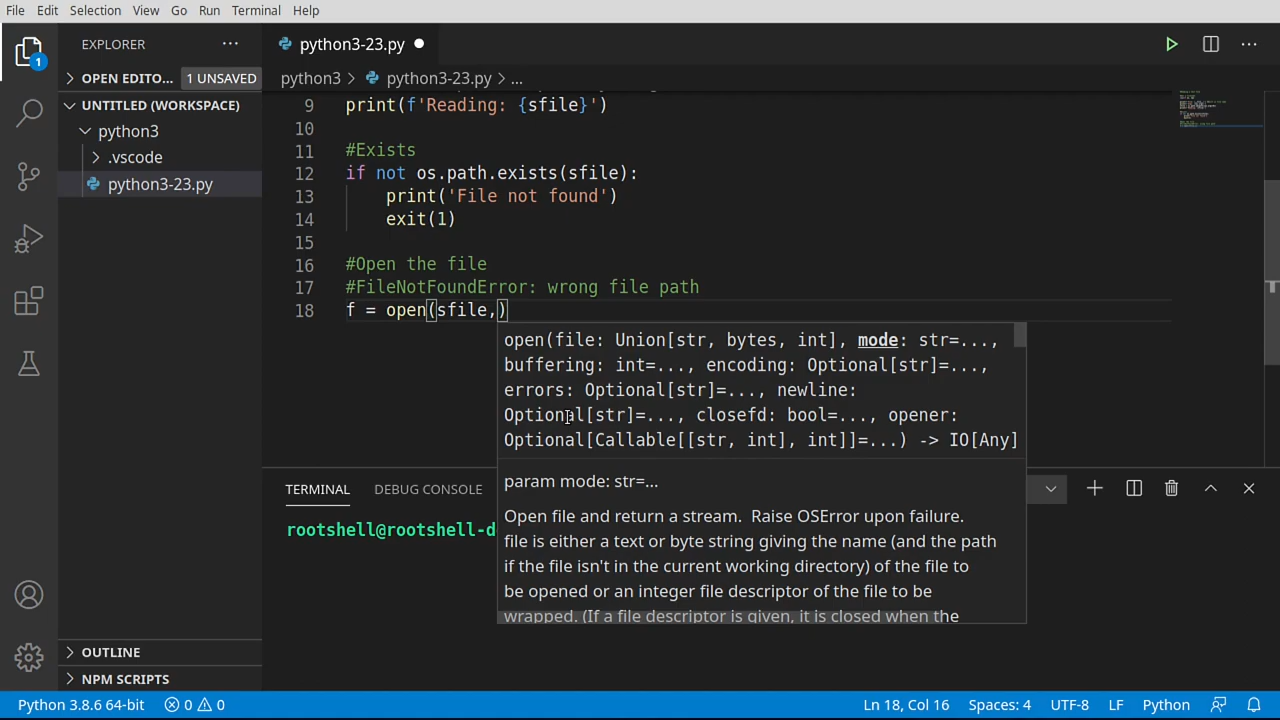 File Edit Selection View Go Run Terminal Help
EXPLORER
python3-23.py
OPEN EDITO... 1 UNSAVED
python3 > python3-23.py > ...
UNTITLED (WORKSPACE)
python3
.vscode
python3-23.py
1
9 print(f'Reading: {sfile}')
10
11 #Exists
12 if not os.path.exists(sfile):
13 print('File not found')
14 exit(1)
15
16 #Open the file
17 #FileNotFoundError: wrong file path
18 f = open(sfile,)
open(file: Union[str, bytes, int], mode: str=...,
buffering: int=..., encoding: Optional[str]=...,
errors: Optional[str]=..., newline:
Optional[str]=..., closefd: bool=..., opener:
Optional[Callable[[str, int], int]]=...) -> IO[Any]
param mode: str=...
Open file and return a stream. Raise OSError upon failure.
file is either a text or byte string giving the name (and the path
if the file isn't in the current working directory) of the file to
be opened or an integer file descriptor of the file to be
wrapped. (If a file descriptor is given, it is closed when the
TERMINAL DEBUG CONSOLE
rootshell@rootshell-d
OUTLINE
NPM SCRIPTS
Python 3.8.6 64-bit 0 0 Ln 18, Col 16 Spaces: 4 UTF-8 LF Python